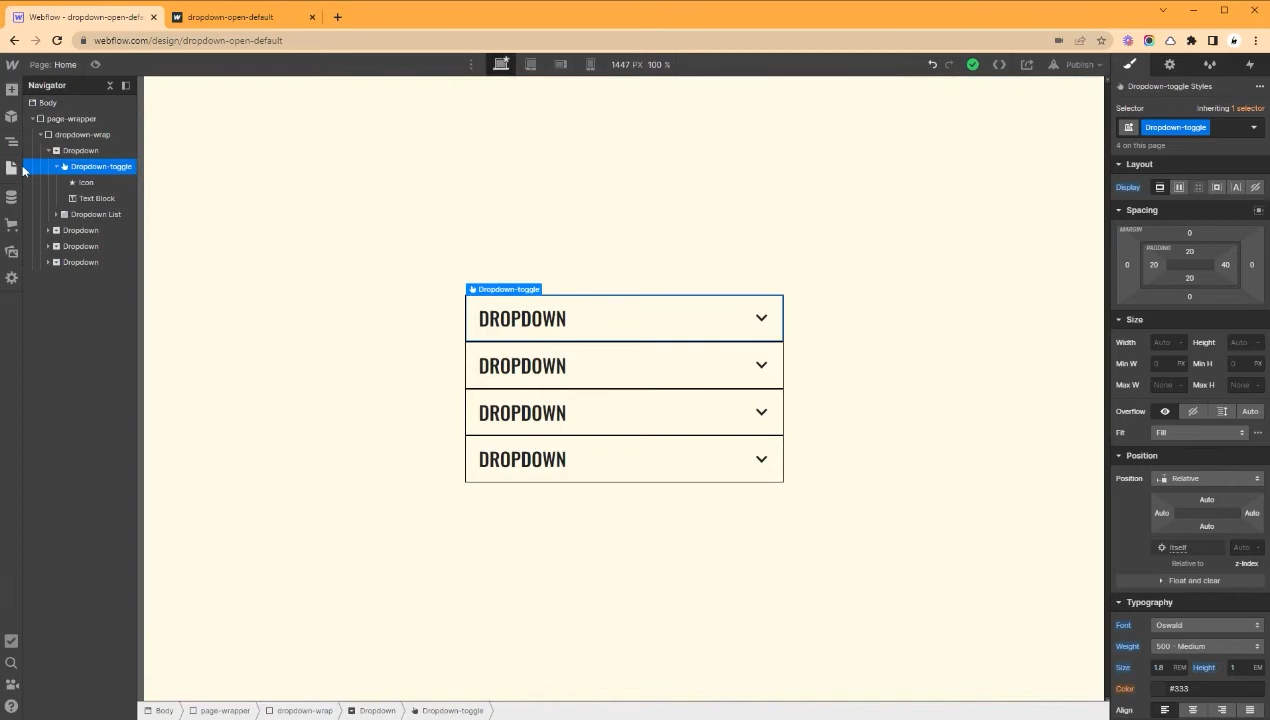 Webflow - dropdown-open-defa
dropdown-open-default
webflow.com/design/dropdown-open-default
Page: Home
1447 PX 100 %
Publish
Navigator
Body
page-wrapper
dropdown-wrap
Dropdown
Dropdown-toggle
Icon
Text Block
Dropdown List
Dropdown
Dropdown
Dropdown
Dropdown-toggle
DROPDOWN
DROPDOWN
DROPDOWN
DROPDOWN
Dropdown-toggle Styles
Selector
Inheriting 1 selector
Dropdown-toggle
4 on this page
Layout
Display
Spacing
MARGIN
0
PADDING
20
0
20
40
0
20
0
Size
Width Auto - Height Auto -
Min W 0 PX Min H 0 PX
Max W None - Max H None -
Overflow Auto
Fit Fill
Position
Position Relative
Auto
Auto Auto
Auto
Itself Auto -
Relative to z-Index
Float and clear
Typography
Font Oswald
Weight 500 - Medium
Size 1.8 REM Height 1 EM
Color #333
Align
Body page-wrapper dropdown-wrap Dropdown Dropdown-toggle